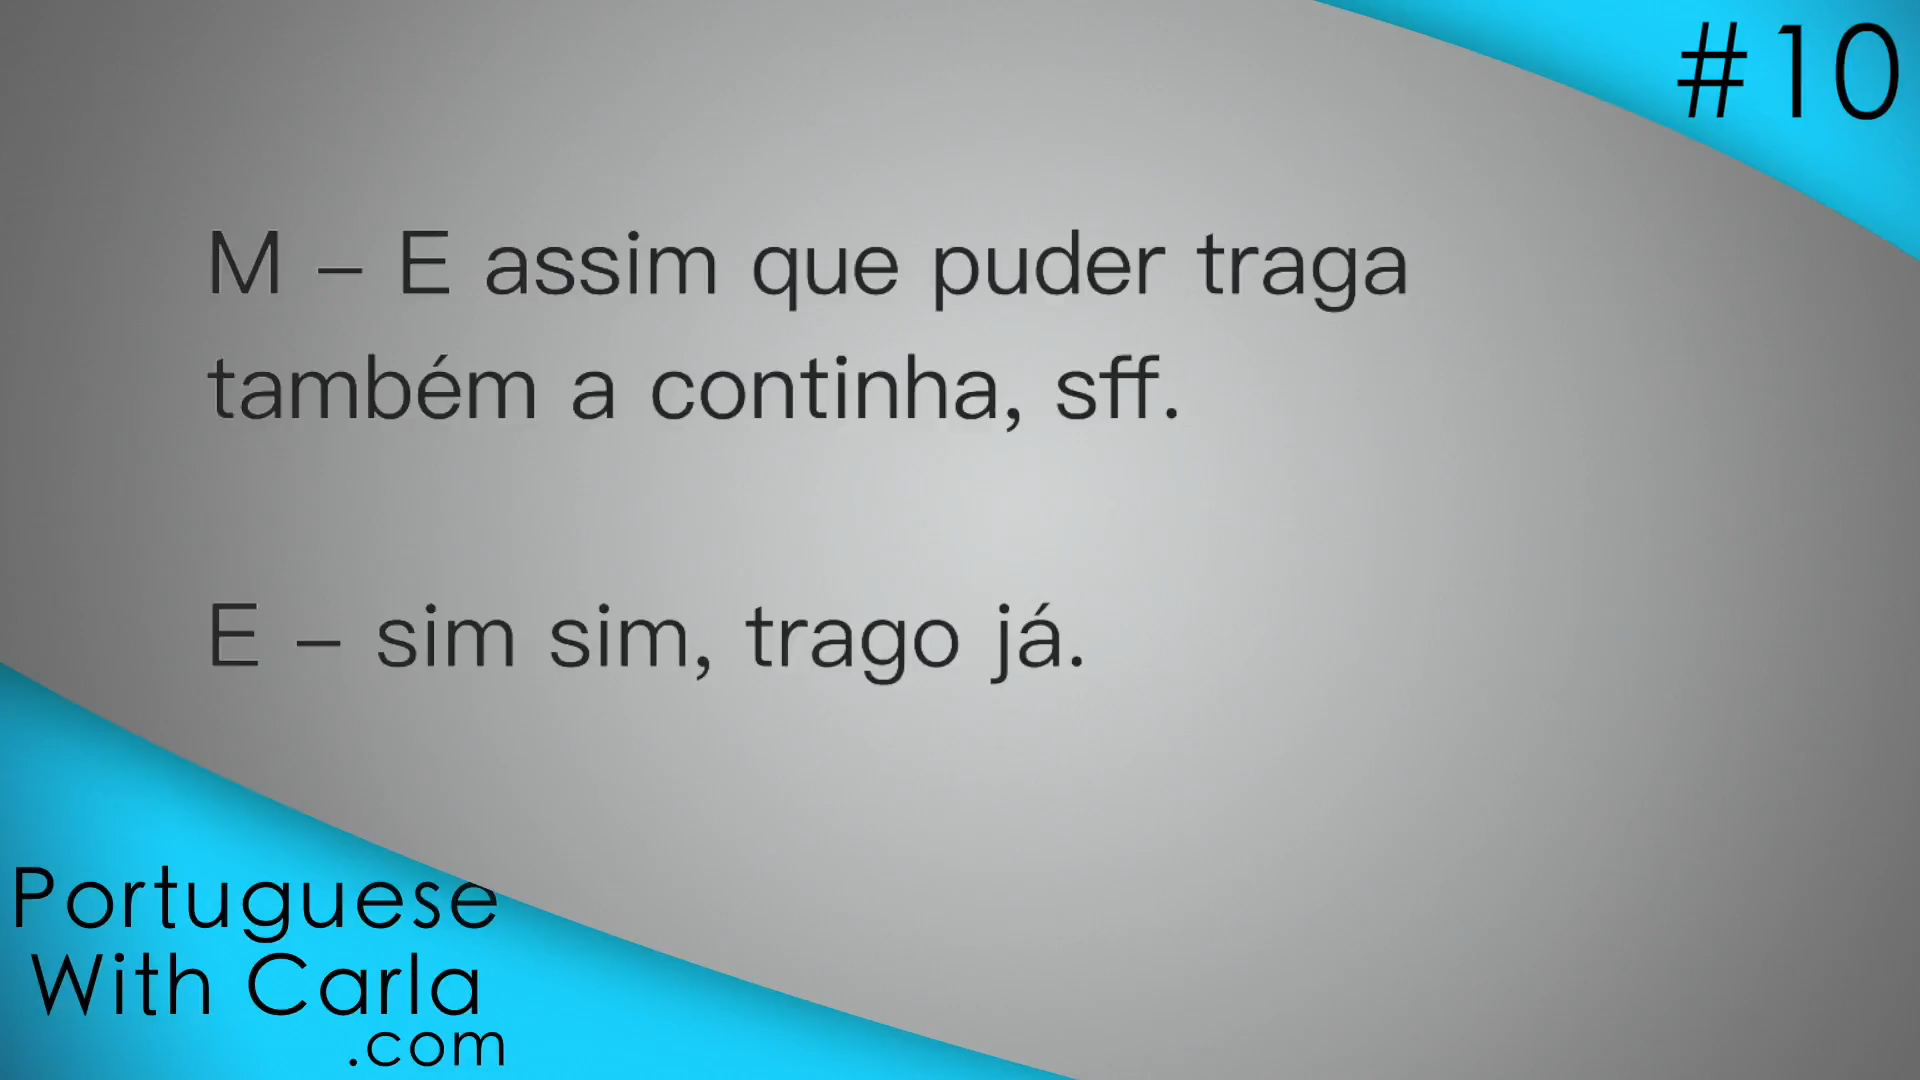 #10
M – E assim que puder traga
também a continha, sff.
E – sim sim, trago já.
Portuguese
With Carla
.com